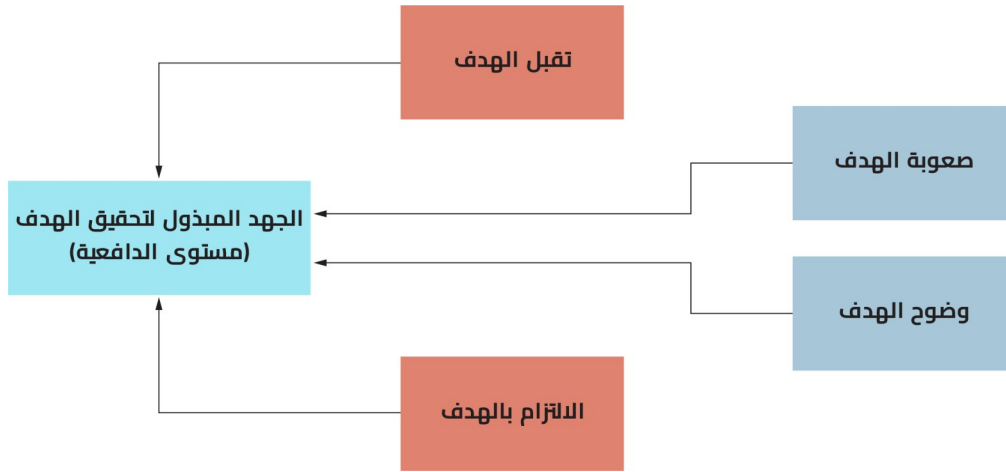 تقبل الهدف
صعوبة الهدف
الجهد المبذول لتحقيق الهدف
(مستوى الدافعية)
وضوح الهدف
الالتزام بالهدف